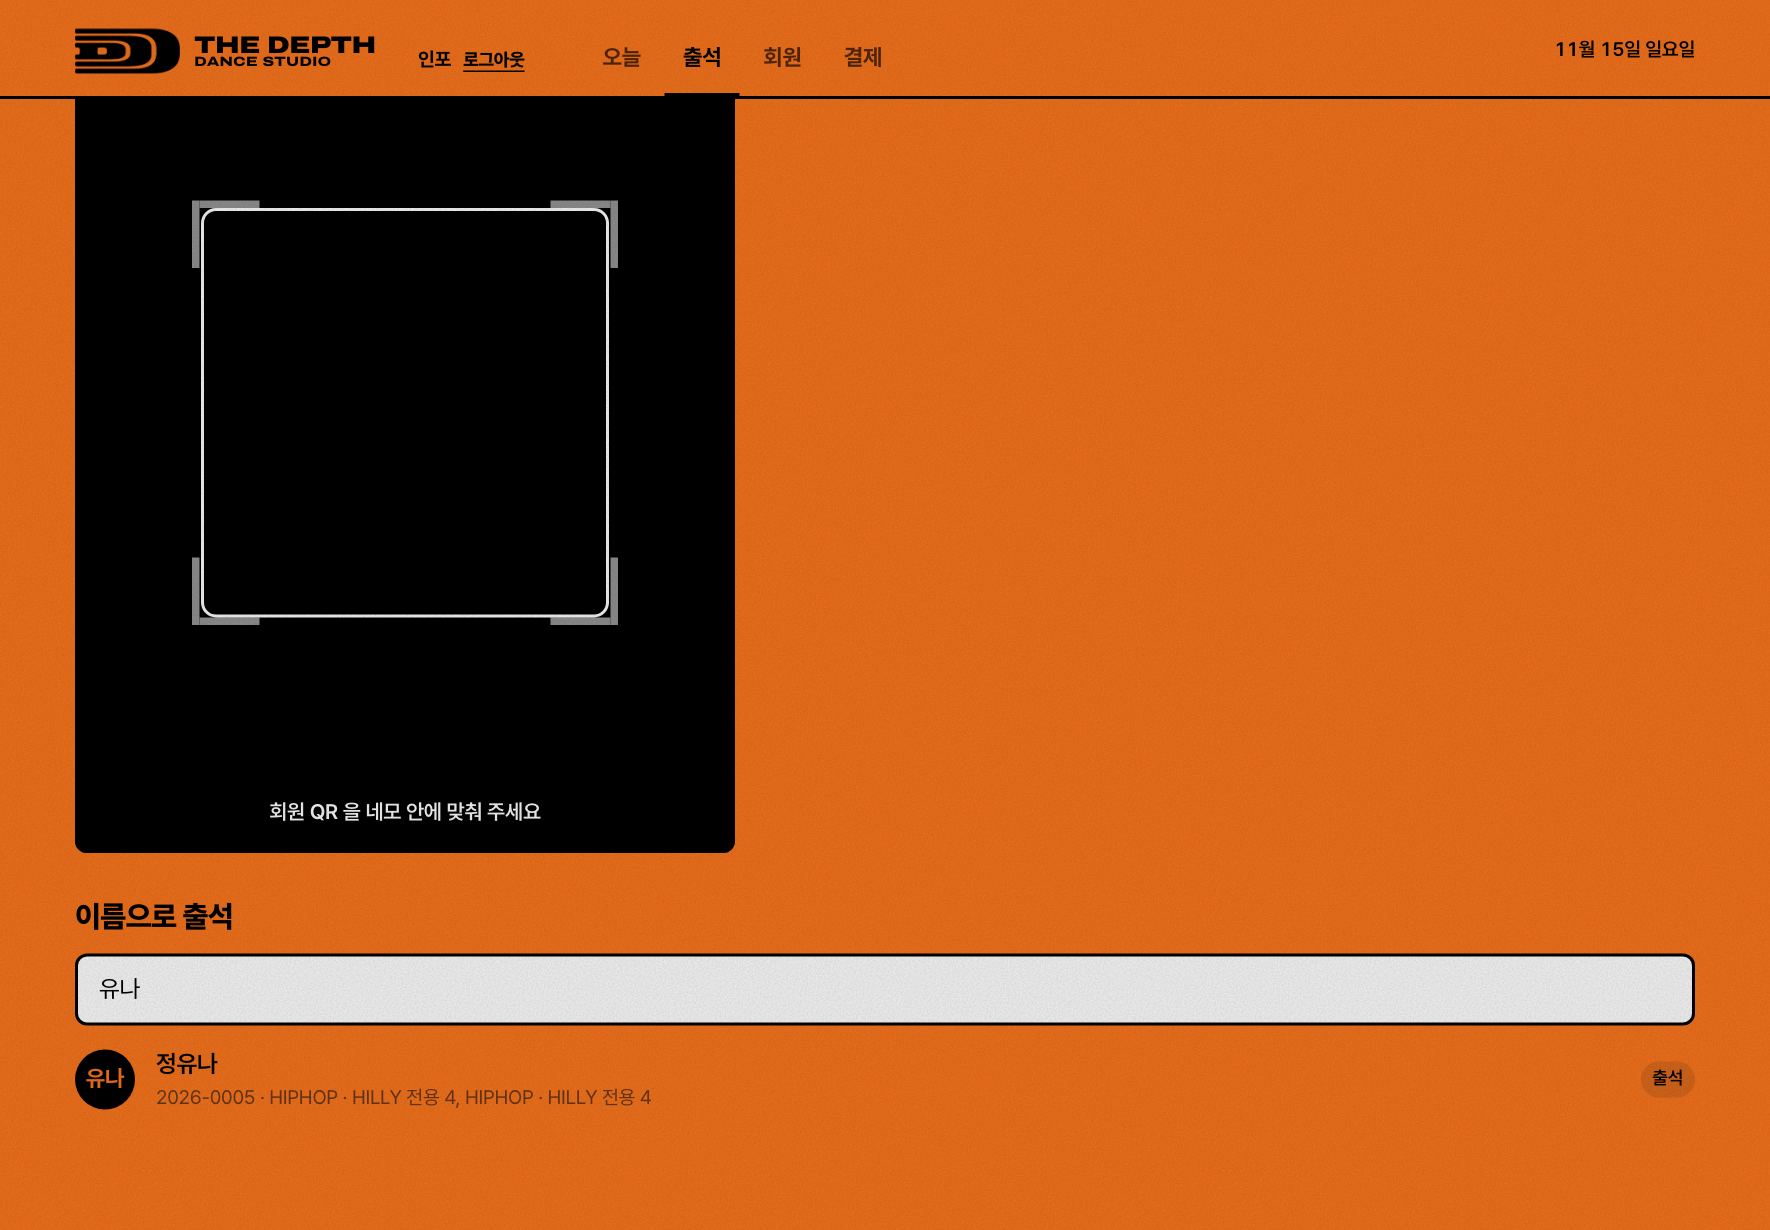 THE DEPTH
DANCE STUDIO
인포 로그아웃
오늘 출석 회원 결제
11월 15일 일요일
회원 QR 을 네모 안에 맞춰 주세요
이름으로 출석
유나
유나
정유나
2026-0005 · HIPHOP · HILLY 전용 4, HIPHOP · HILLY 전용 4
출석